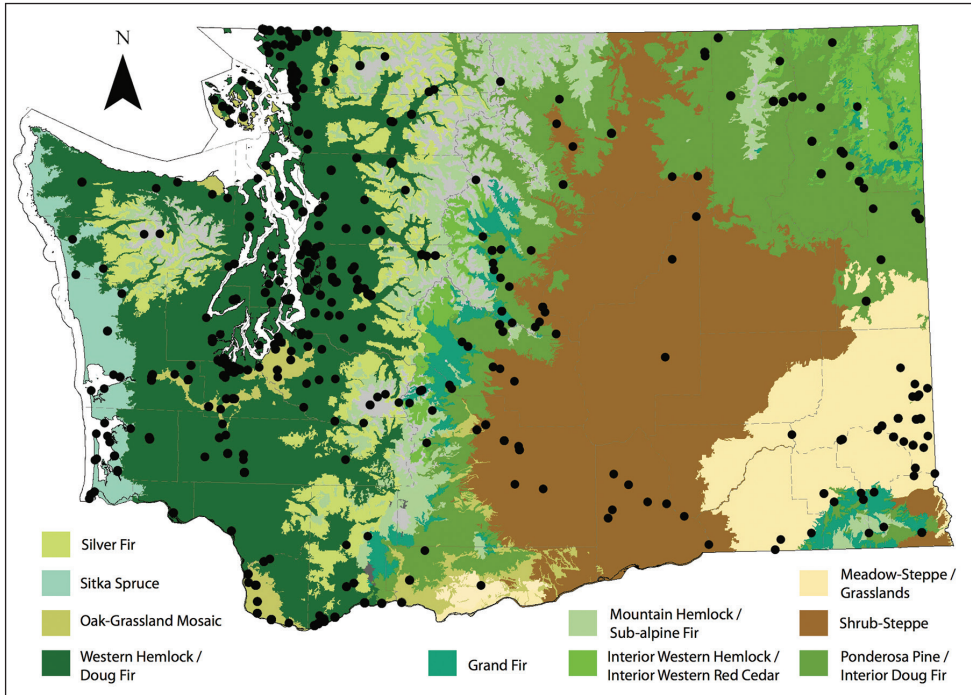 N
Silver Fir
Sitka Spruce
Oak-Grassland Mosaic
Western Hemlock /
Doug Fir
Grand Fir
Mountain Hemlock /
Sub-alpine Fir
Interior Western Hemlock /
Interior Western Red Cedar
Meadow-Steppe /
Grasslands
Shrub-Steppe
Ponderosa Pine /
Interior Doug Fir